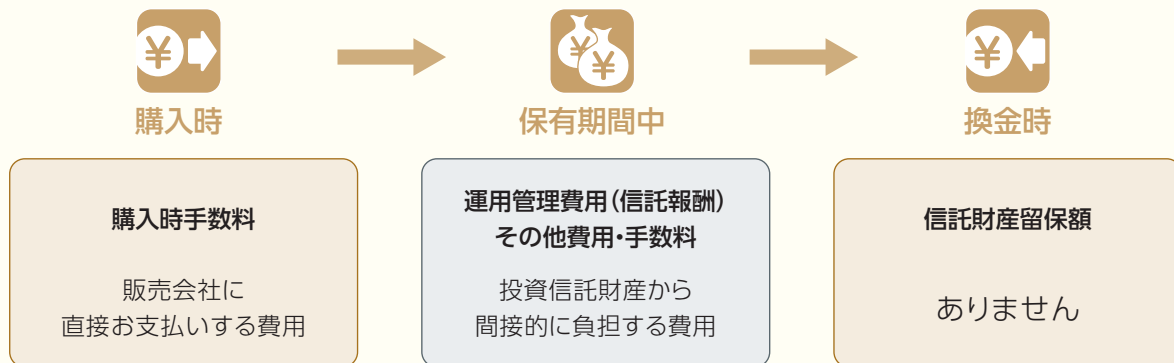 ¥
¥
¥
¥
購入時
保有期間中
換金時
購入時手数料
販売会社に
直接お支払いする費用
運用管理費用(信託報酬)
その他費用・手数料
投資信託財産から
間接的に負担する費用
信託財産留保額
ありません